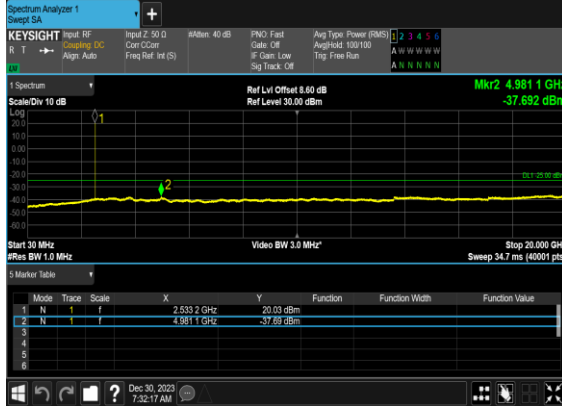 Spectrum Analyzer 1
Swept SA
+
KEYSIGHT Input: RF Input Z: 50 Ω #Atten: 40 dB PNO: Fast Avg Type: Power (RMS) 1 2 3 4 5 6
R T Coupling: DC Corr CCorr Gate: Off Avg|Hold: 100/100 A W W W W W
Align: Auto Freq Ref: Int (S) IF Gain: Low Trig: Free Run
LXI Sig Track: Off A N N N N N
1 Spectrum Ref Lvl Offset 8.60 dB Mkr2 4.981 1 GHz
Scale/Div 10 dB Ref Level 30.00 dBm -37.692 dBm
Log
1
20.0
10.0
0.00
-10.0
-20.0 DL1 -25.00 dBm
2
-30.0
-40.0
-50.0
-60.0
Start 30 MHz Video BW 3.0 MHz* Stop 20.000 GHz
#Res BW 1.0 MHz Sweep 34.7 ms (40001 pts)
5 Marker Table
Mode Trace Scale X Y Function Function Width Function Value
1 N 1 f 2.533 2 GHz 20.03 dBm
2 N 1 f 4.981 1 GHz -37.69 dBm
3
4
5
6
? Dec 30, 2023
7:32:17 AM